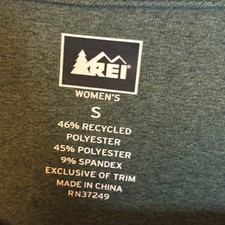 REI
WOMEN'S
S
46% RECYCLED
POLYESTER
45% POLYESTER
9% SPANDEX
EXCLUSIVE OF TRIM
MADE IN CHINA
RN37249